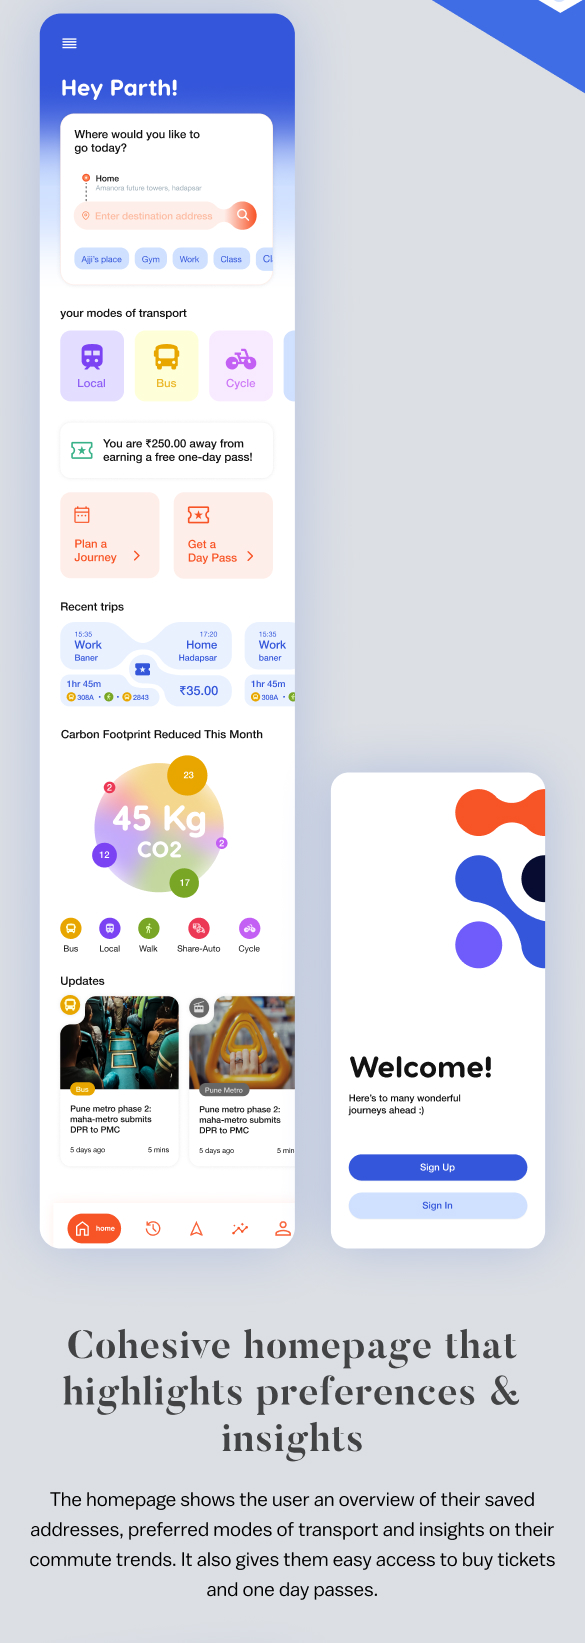 Hey Parth!
Where would you like to
go today?
Home
Amanora future towers, hadapsar
Enter destination address
Ajji's place
Gym
Work
Class
Cl
your modes of transport
Local
Bus
Cycle
You are ₹250.00 away from
earning a free one-day pass!
Plan a
Journey
Get a
Day Pass
Recent trips
15:35
Work
Baner
17:20
Home
Hadapsar
1hr 45m
308A • • 2843
₹35.00
15:35
Work
baner
1hr 45m
308A •
Carbon Footprint Reduced This Month
23
2
45 Kg
CO2
2
12
17
Bus
Local
Walk
Share-Auto
Cycle
Updates
Bus
Pune metro phase 2:
maha-metro submits
DPR to PMC
5 days ago
5 mins
Pune Metro
Pune metro phase 2:
maha-metro submits
DPR to PMC
5 days ago
5 min
home
Welcome!
Here's to many wonderful
journeys ahead :)
Sign Up
Sign In
Cohesive homepage that
highlights preferences &
insights
The homepage shows the user an overview of their saved
addresses, preferred modes of transport and insights on their
commute trends. It also gives them easy access to buy tickets
and one day passes.